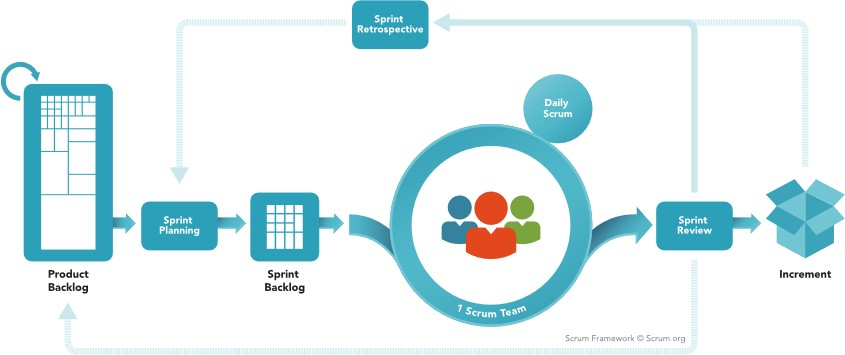 Sprint
Retrospective
Daily
Scrum
Sprint
Planning
Sprint
Review
Product
Backlog
Sprint
Backlog
Increment
1 Scrum Team
Scrum Framework © Scrum.org